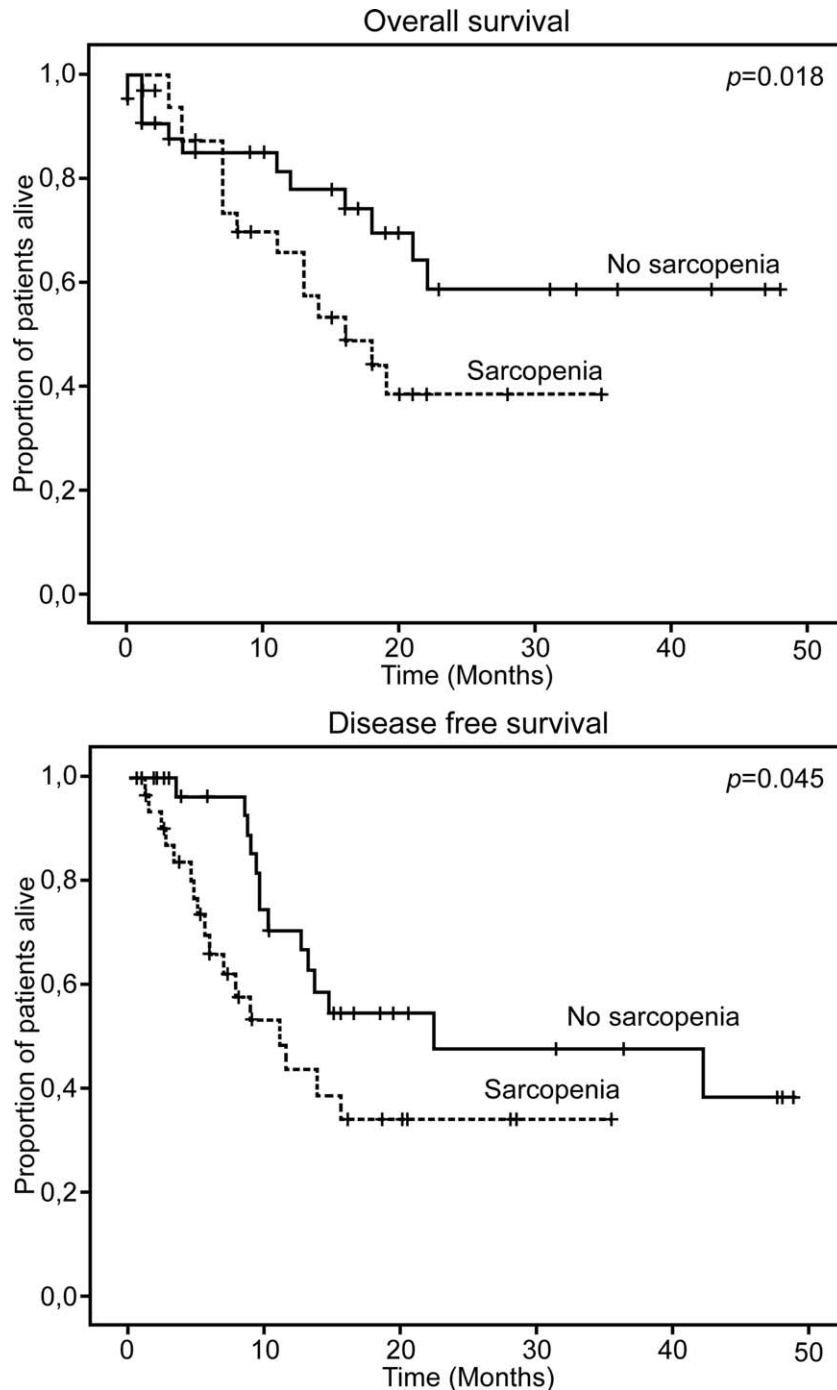 Overall survival
p=0.018
Proportion of patients alive
1,0
0,8
0,6
0,4
0,2
0,0
No sarcopenia
Sarcopenia
0 10 20 30 40 50
Time (Months)
Disease free survival
p=0.045
Proportion of patients alive
1,0
0,8
0,6
0,4
0,2
0,0
No sarcopenia
Sarcopenia
0 10 20 30 40 50
Time (Months)